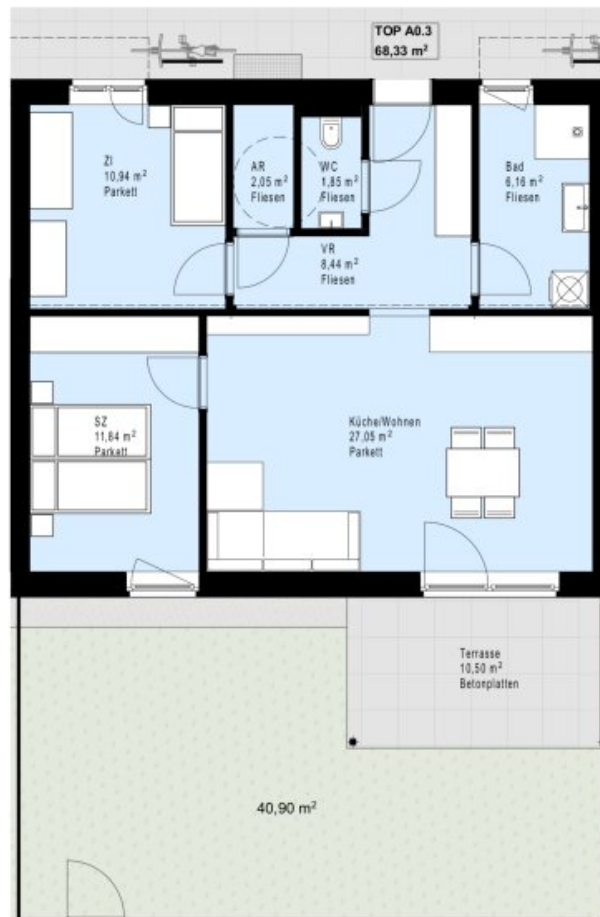 TOP A0.3
68,33 m²
ZI
10,94 m²
Parkett
AR
2,05 m²
Fliesen
WC
1,85 m²
Fliesen
Bad
6,16 m²
Fliesen
VR
8,44 m²
Fliesen
SZ
11,84 m²
Parkett
Küche/Wohnen
27,05 m²
Parkett
Terrasse
10,50 m²
Betonplatten
40,90 m²